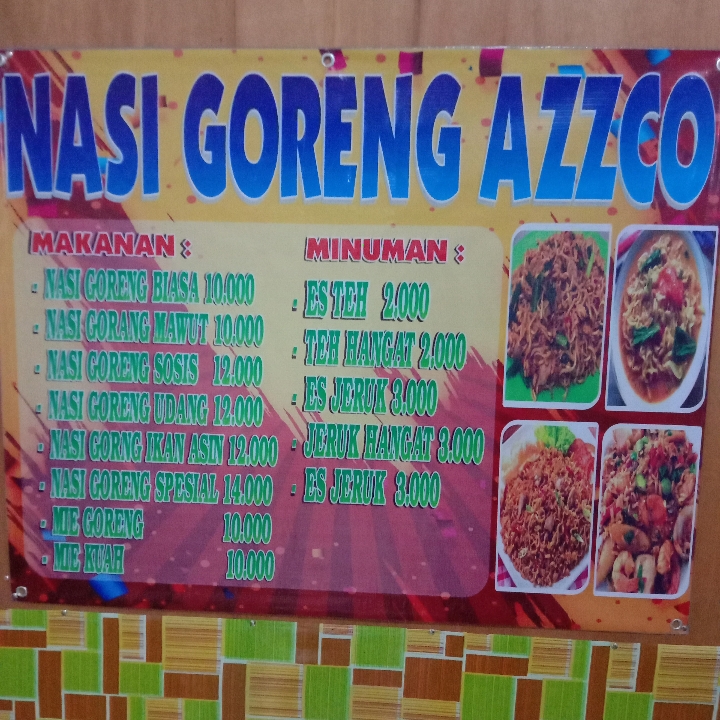 NASI GORENG AZZCO
MAKANAN :
- NASI GORENG BIASA 10.000
- NASI GORANG MAWUT 10.000
- NASI GORENG SOSIS 12.000
- NASI GORENG UDANG 12.000
- NASI GORNG IKAN ASIN 12.000
- NASI GORENG SPESIAL 14.000
- MIE GORENG 10.000
- MIE KUAH 10.000
MINUMAN :
- ES TEH 2.000
- TEH HANGAT 2.000
- ES JERUK 3.000
- JERUK HANGAT 3.000
- ES JERUK 3.000